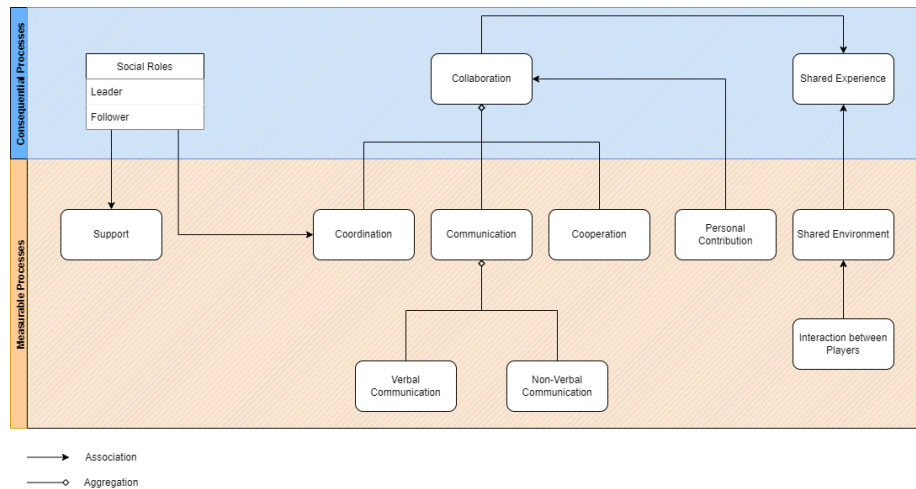 Consequential Processes
Social Roles
Leader
Follower
Collaboration
Shared Experience
Measurable Processes
Support
Coordination
Communication
Cooperation
Personal
Contribution
Shared Environment
Interaction between
Players
Verbal
Communication
Non-Verbal
Communication
Association
Aggregation